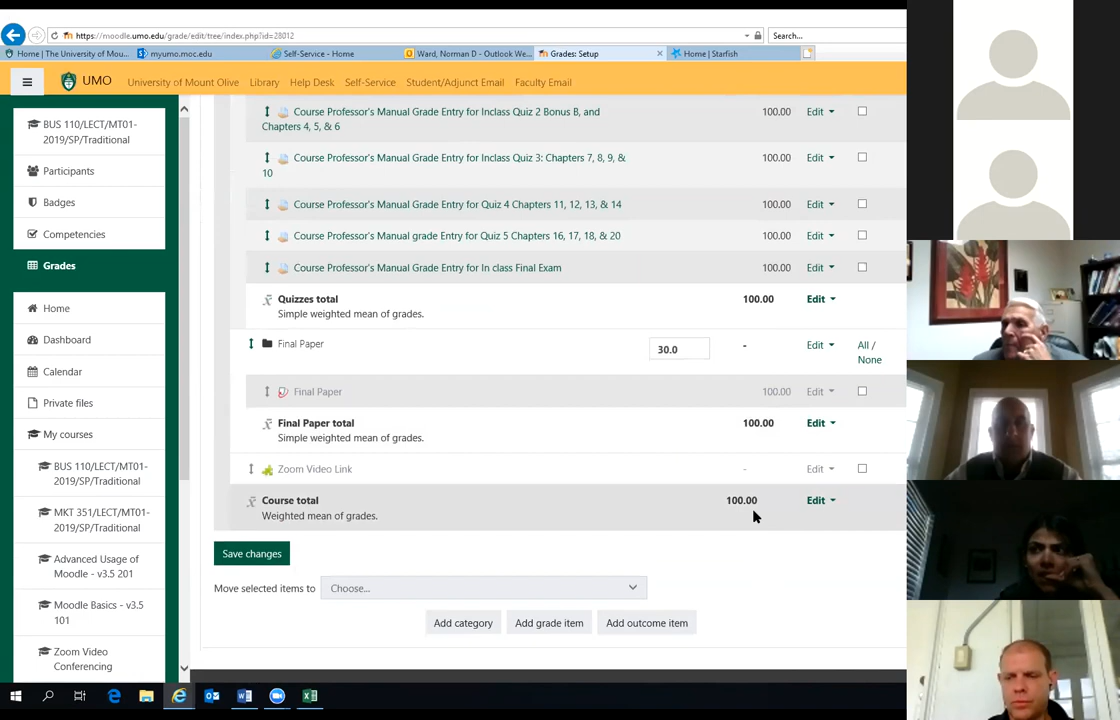 https://moodle.umo.edu/grade/edit/tree/index.php?id=28012
Search...
Home | The University of Mou...
myumo.moc.edu
Self-Service - Home
Ward, Norman D - Outlook We...
Grades: Setup
Home | Starfish
UMO
University of Mount Olive
Library
Help Desk
Self-Service
Student/Adjunct Email
Faculty Email
BUS 110/LECT/MT01-
2019/SP/Traditional
Participants
Badges
Competencies
Grades
Home
Dashboard
Calendar
Private files
My courses
BUS 110/LECT/MT01-
2019/SP/Traditional
MKT 351/LECT/MT01-
2019/SP/Traditional
Advanced Usage of
Moodle - v3.5 201
Moodle Basics - v3.5
101
Zoom Video
Conferencing
Course Professor's Manual Grade Entry for Inclass Quiz 2 Bonus B, and
Chapters 4, 5, & 6
100.00 Edit
Course Professor's Manual Grade Entry for Inclass Quiz 3: Chapters 7, 8, 9, &
10
100.00 Edit
Course Professor's Manual Grade Entry for Quiz 4 Chapters 11, 12, 13, & 14 100.00 Edit
Course Professor's Manual grade Entry for Quiz 5 Chapters 16, 17, 18, & 20 100.00 Edit
Course Professor's Manual Grade Entry for In class Final Exam 100.00 Edit
Quizzes total 100.00 Edit
Simple weighted mean of grades.
Final Paper 30.0 - Edit All /
None
Final Paper 100.00 Edit
Final Paper total 100.00 Edit
Simple weighted mean of grades.
Zoom Video Link - Edit
Course total 100.00 Edit
Weighted mean of grades.
Save changes
Move selected items to Choose...
Add category Add grade item Add outcome item